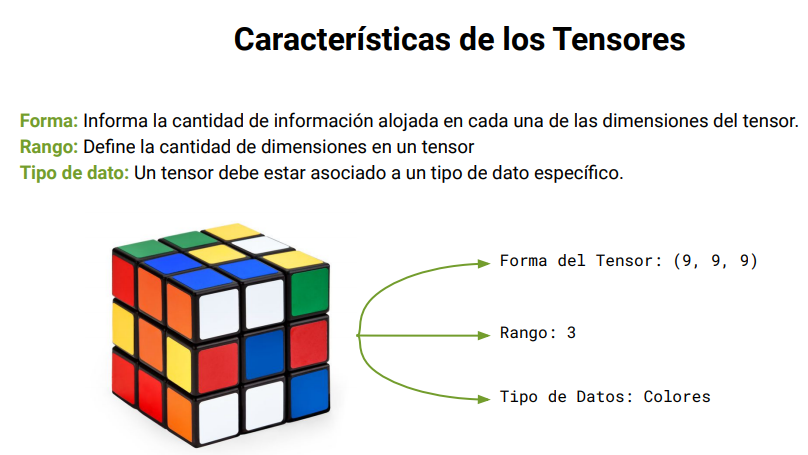 Características de los Tensores
Forma: Informa la cantidad de información alojada en cada una de las dimensiones del tensor.
Rango: Define la cantidad de dimensiones en un tensor
Tipo de dato: Un tensor debe estar asociado a un tipo de dato específico.
Forma del Tensor: (9, 9, 9)
Rango: 3
Tipo de Datos: Colores